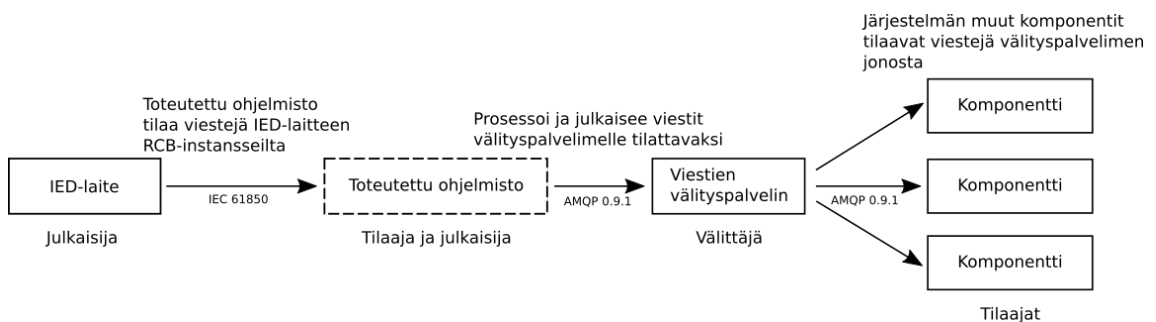 Järjestelmän muut komponentit
tilaavat viestejä välityspalvelimen
jonosta
Toteutettu ohjelmisto
tilaa viestejä IED-laitteen
RCB-instansseilta
Prosessoi ja julkaisee viestit
välityspalvelimelle tilattavaksi
IED-laite
IEC 61850
Toteutettu ohjelmisto
AMQP 0.9.1
Viestien
välityspalvelin
AMQP 0.9.1
Komponentti
Komponentti
Komponentti
Julkaisija
Tilaaja ja julkaisija
Välittäjä
Tilaajat